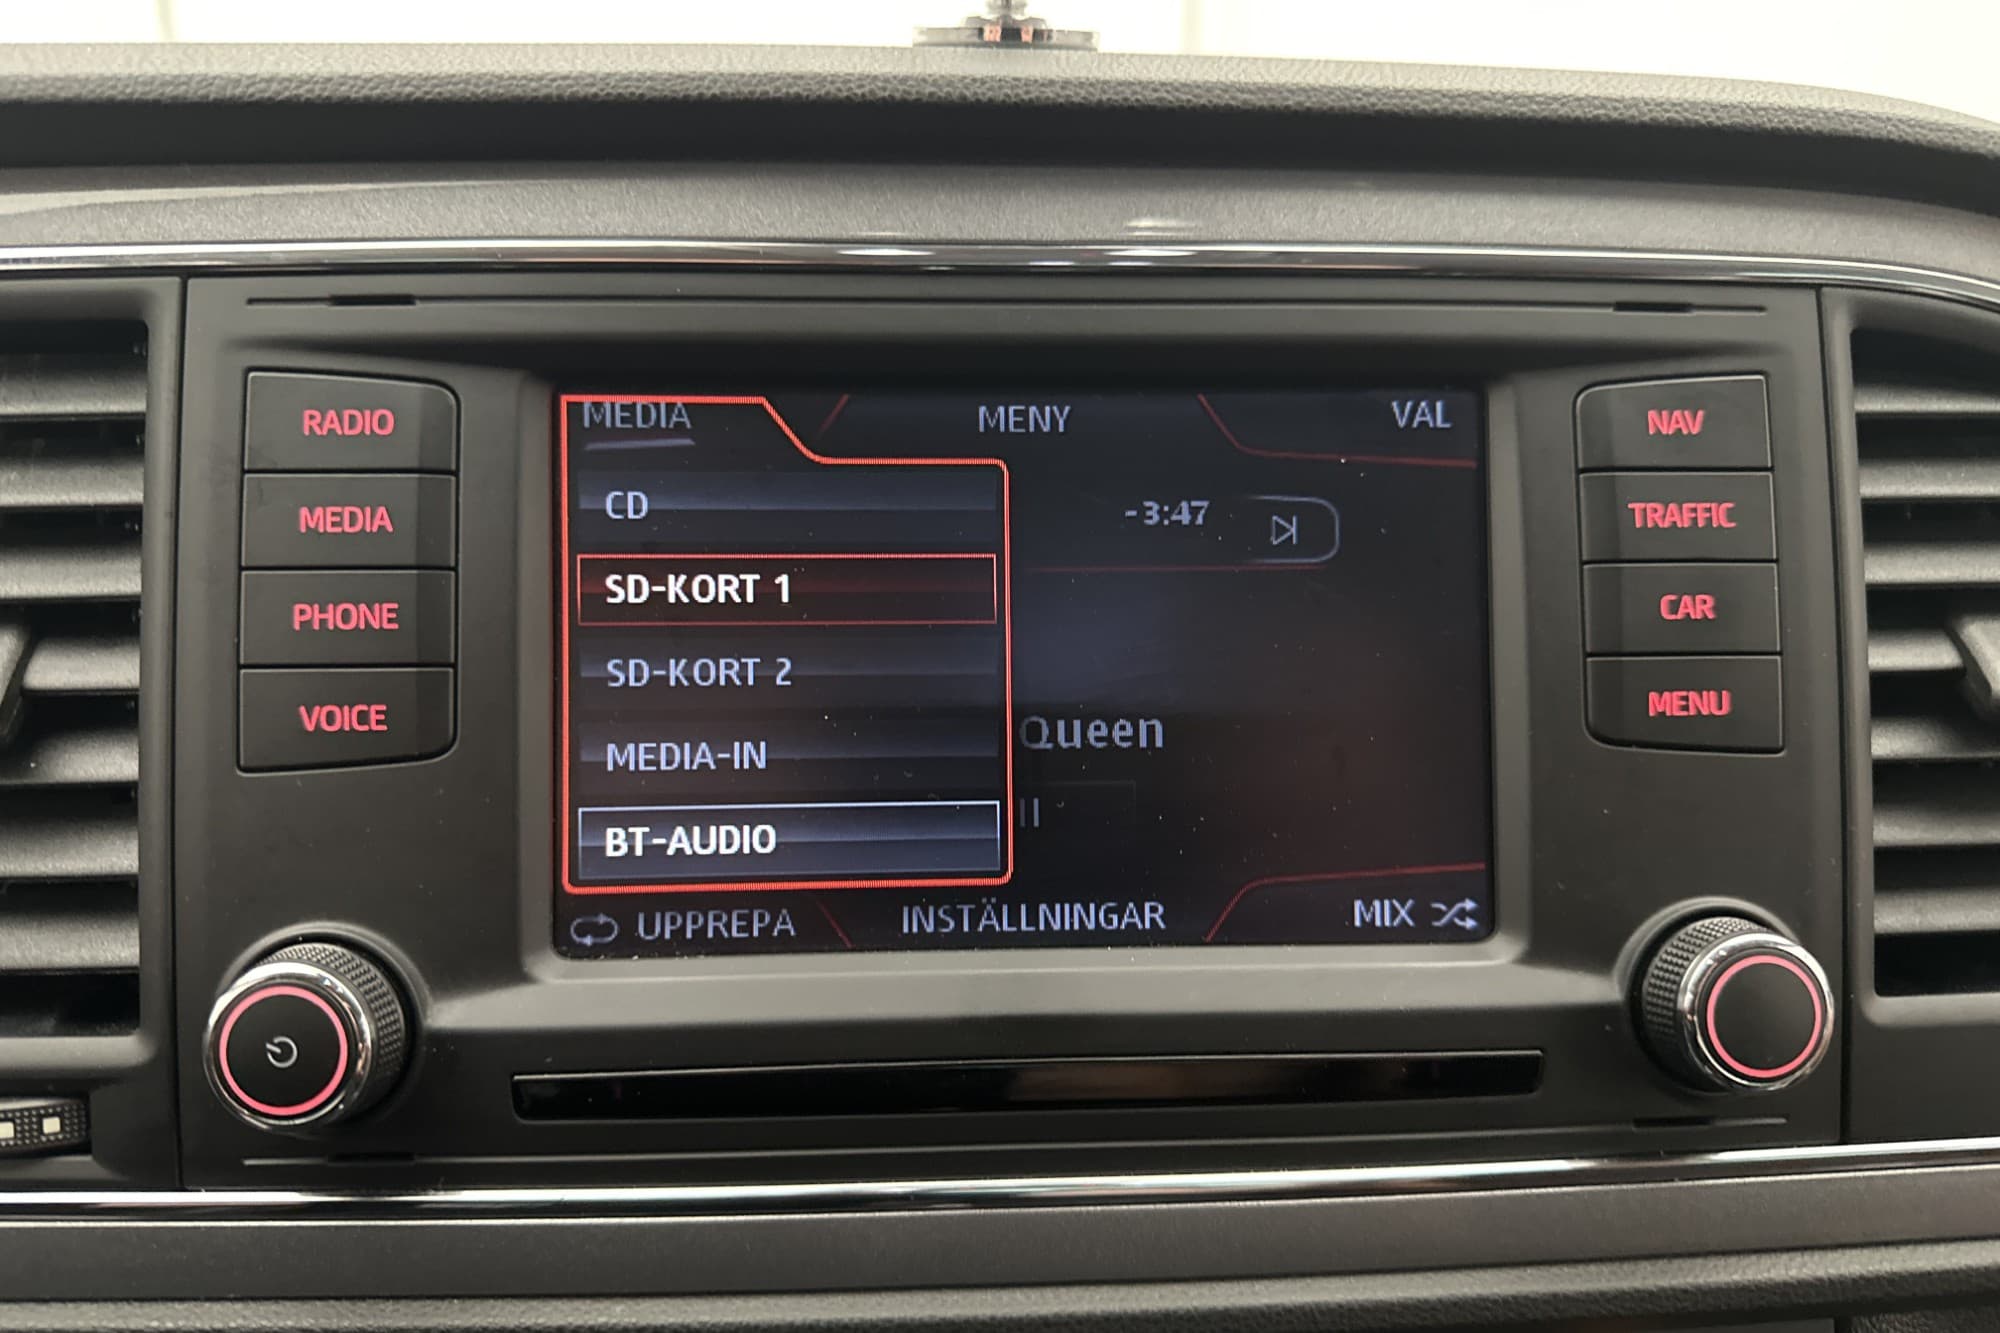 RADIO
MEDIA
PHONE
VOICE
MEDIA
MENY
VAL
CD
SD-KORT 1
SD-KORT 2
MEDIA-IN
BT-AUDIO
-3:47
Queen
UPPREPA
INSTÄLLNINGAR
MIX
NAV
TRAFFIC
CAR
MENU